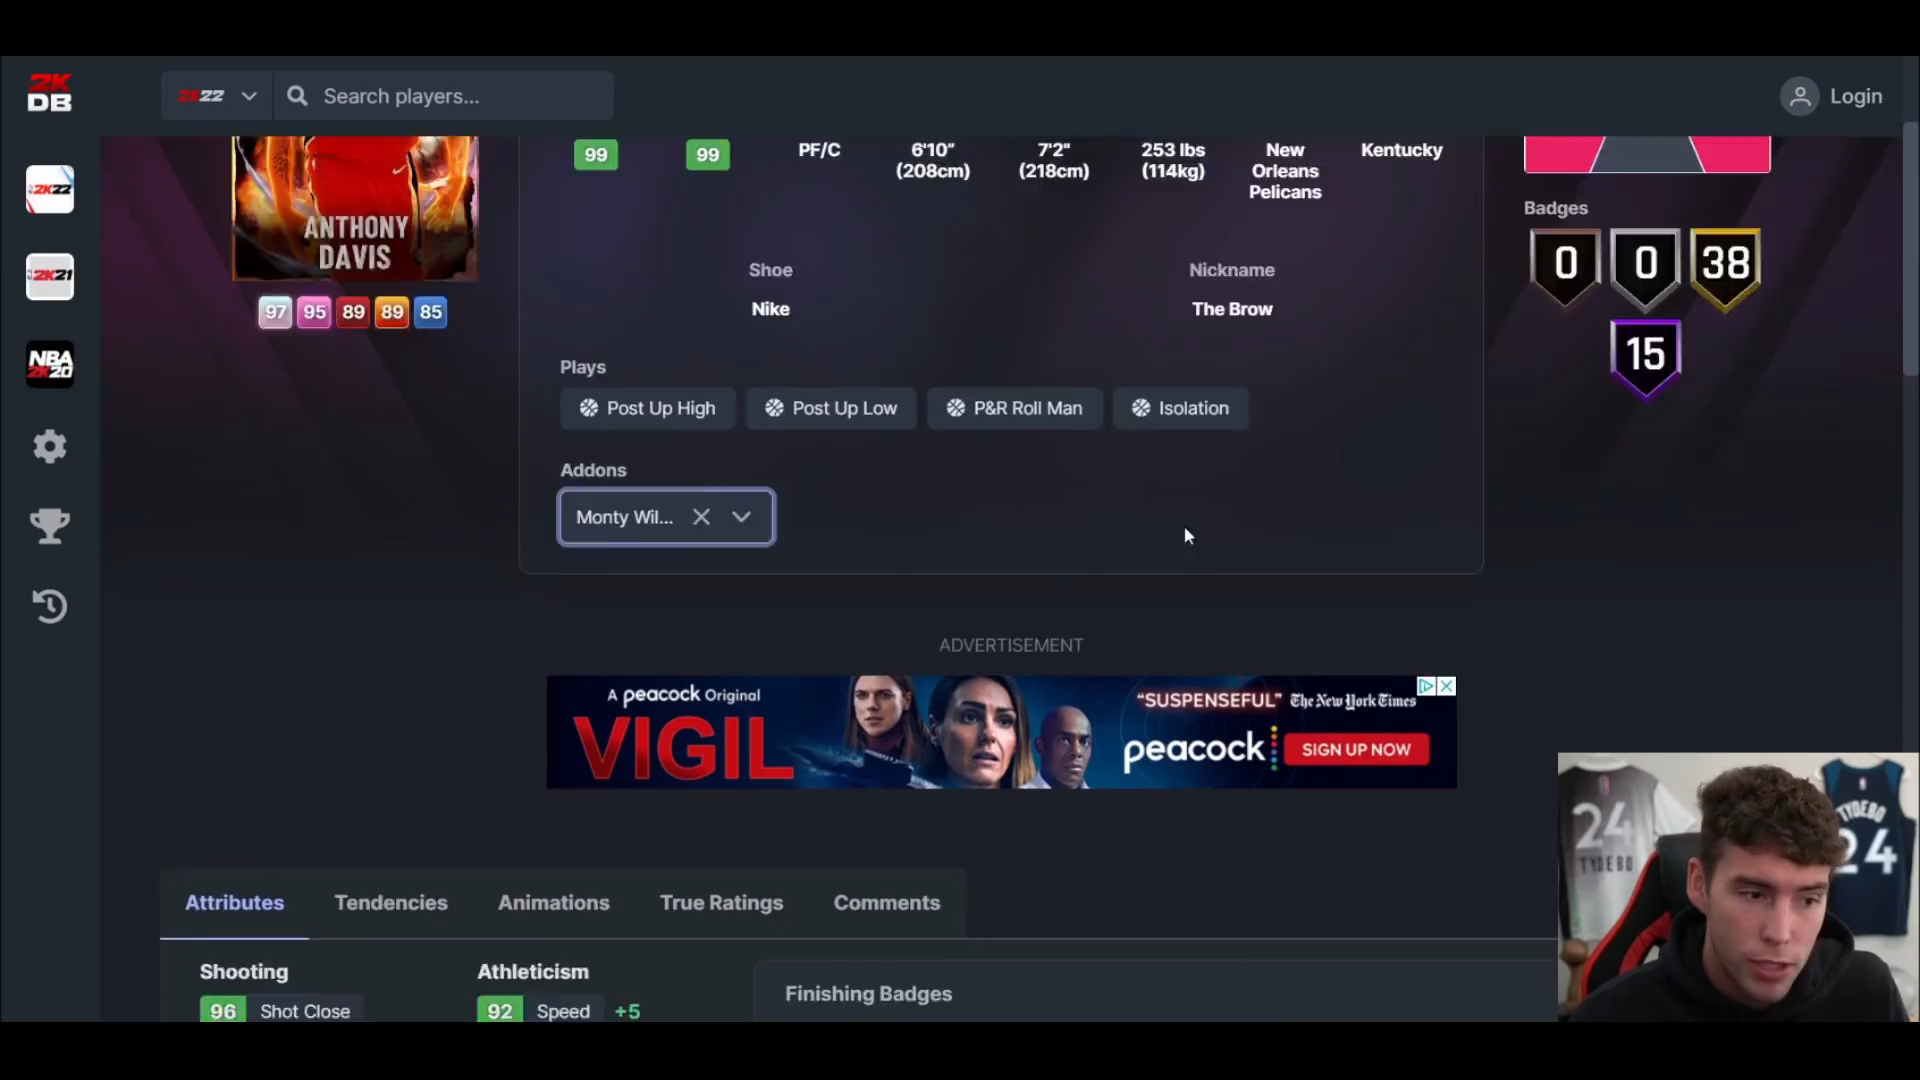 2K
DB
2K22
Search players...
Login
2K22
2K21
NBA
2K20
ANTHONY
DAVIS
97 95 89 89 85
99 99 PF/C 6'10" 7'2" 253 lbs New Kentucky
(208cm) (218cm) (114kg) Orleans
Pelicans
Shoe Nickname
Nike The Brow
Plays
Post Up High Post Up Low P&R Roll Man Isolation
Addons
Monty Wil...
Badges
0 0 38
15
ADVERTISEMENT
A peacock Original
VIGIL
"SUSPENSEFUL" The New York Times
peacock SIGN UP NOW
Attributes Tendencies Animations True Ratings Comments
Shooting Athleticism
96 Shot Close 92 Speed +5
Finishing Badges
24
TYDEBO
TYDEBO
24